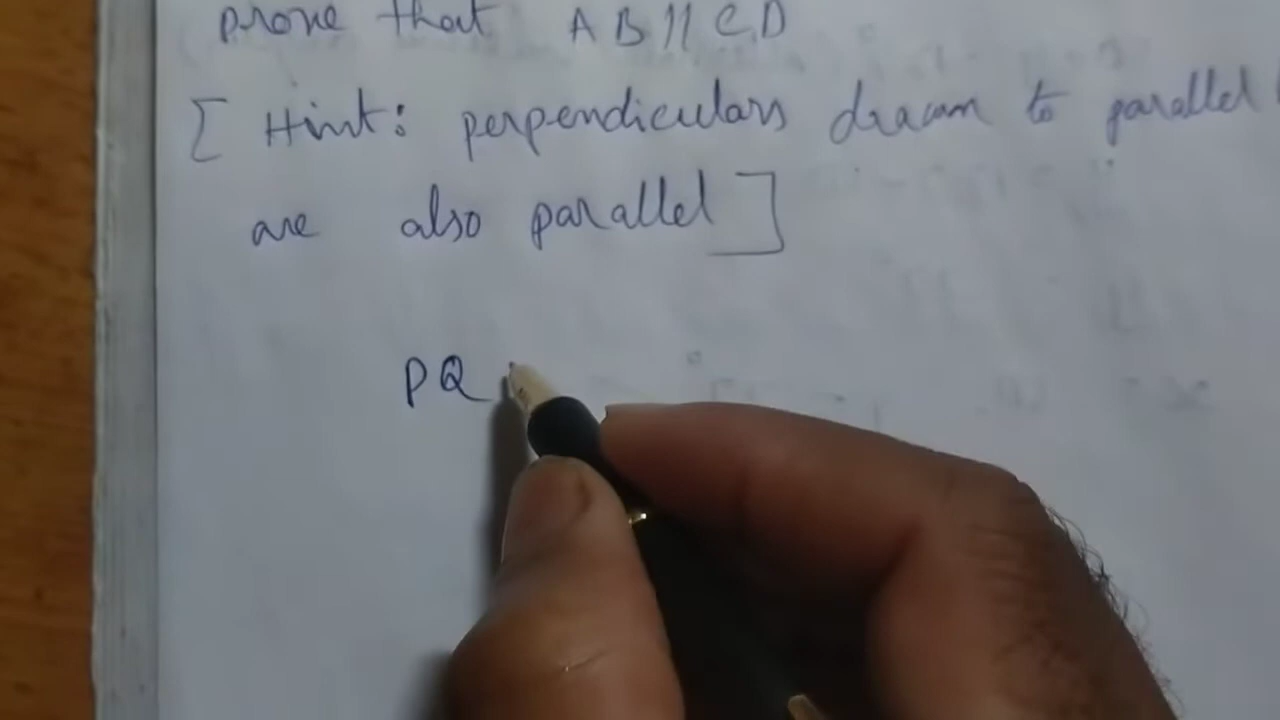 prove that AB || CD
[ Hint: perpendiculars drawn to parallel
are also parallel ]
PQ